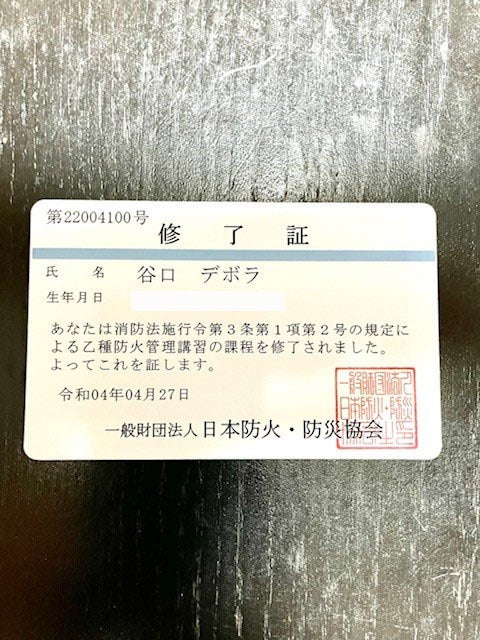 第22004100号
修了証
氏名 谷口 デボラ
生年月日
あなたは消防法施行令第3条第1項第2号の規定に
よる乙種防火管理講習の課程を修了されました。
よってこれを証します。
令和04年04月27日
一般財団法人日本防火・防災協会